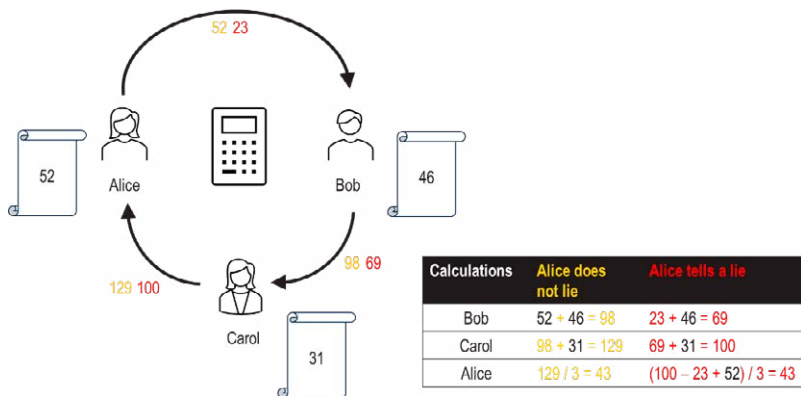 52 23
52
Alice
Bob
46
129 100
98 69
Carol
31
Calculations Alice does not lie Alice tells a lie
Bob 52 + 46 = 98 23 + 46 = 69
Carol 98 + 31 = 129 69 + 31 = 100
Alice 129 / 3 = 43 (100 – 23 + 52) / 3 = 43